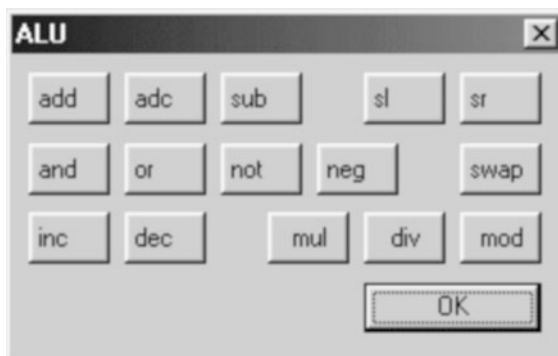 ALU
add adc sub sl sr
and or not neg swap
inc dec mul div mod
OK